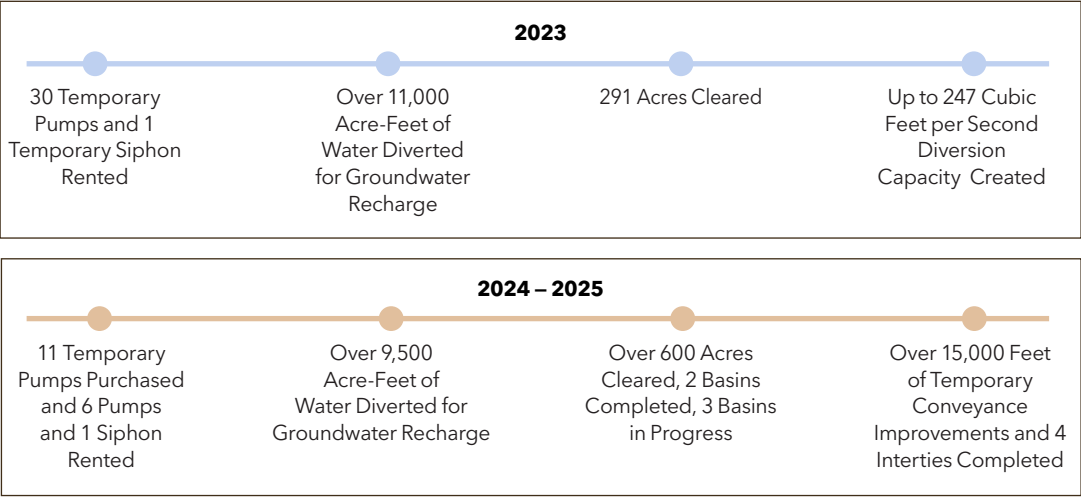 2023
30 Temporary
Pumps and 1
Temporary Siphon
Rented
Over 11,000
Acre-Feet of
Water Diverted
for Groundwater
Recharge
291 Acres Cleared
Up to 247 Cubic
Feet per Second
Diversion
Capacity Created
2024 – 2025
11 Temporary
Pumps Purchased
and 6 Pumps
and 1 Siphon
Rented
Over 9,500
Acre-Feet of
Water Diverted for
Groundwater Recharge
Over 600 Acres
Cleared, 2 Basins
Completed, 3 Basins
in Progress
Over 15,000 Feet
of Temporary
Conveyance
Improvements and 4
Interties Completed